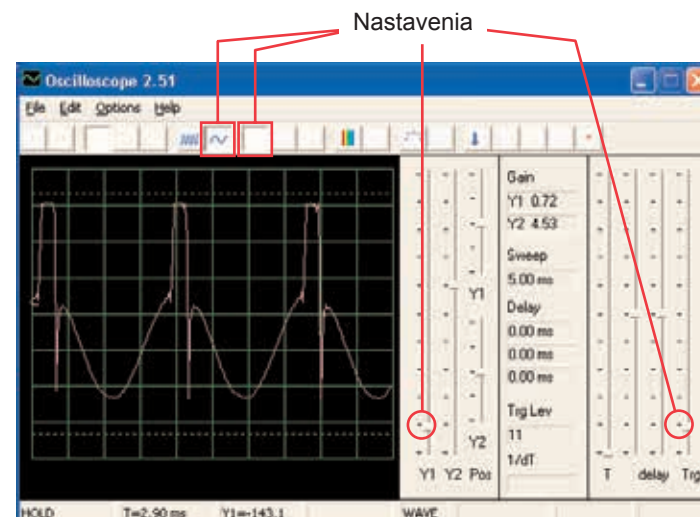 Nastavenia
Oscilloscope 2.51
File Edit Options Help
Gain
Y1 0.72
Y2 4.53
Sweep
5.00 ms
Delay
0.00 ms
0.00 ms
0.00 ms
Trg Lev
11
1/dT
Y1
Y2
Y1 Y2 Pos
T delay Trg
HOLD T=2.90 ms Y1=-143.1 WAVE